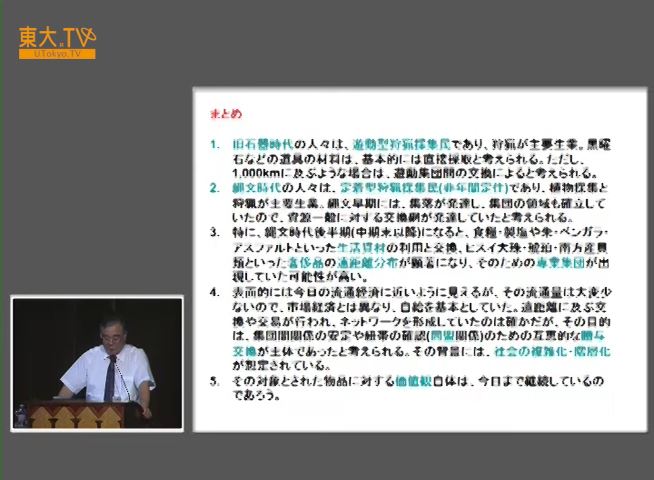 東大.TV
UTokyo.TV
まとめ
1. 旧石器時代の人々は、遊動型狩猟採集民であり、狩猟が主要生業。黒曜
石などの道具の材料は、基本的には直接採取と考えられる。ただし、
1,000kmに及ぶような場合は、遊動集団間の交換によると考えられる。
2. 縄文時代の人々は、定着型狩猟採集民(非年間定住)であり、植物採集と
狩猟が主要生業。縄文早期には、集落が発達し、集団の領域も確立して
いたので、資源一般に対する交換網が発達していたと考えられる。
3. 特に、縄文時代後半期(中期末以降)になると、食糧・製塩や朱・ベンガラ・
アスファルトといった生活資材の利用と交換、ヒスイ大珠・琥珀・南方産貝
類といった奢侈品の遠距離分布が顕著になり、そのための専業集団が出
現していた可能性が高い。
4. 表面的には今日の流通経済に近いように見えるが、その流通量は大変少
ないので、市場経済とは異なり、自給を基本としていた。遠距離に及ぶ交
換や交易が行われ、ネットワークを形成していたのは確かだが、その目的
は、集団間関係の安定や紐帯の確認(同盟関係)のための互恵的な贈与
交換が主体であったと考えられる。その背景には、社会の複雑化・階層化
が想定されている。
5. その対象とされた物品に対する価値観自体は、今日まで継続しているの
であろう。